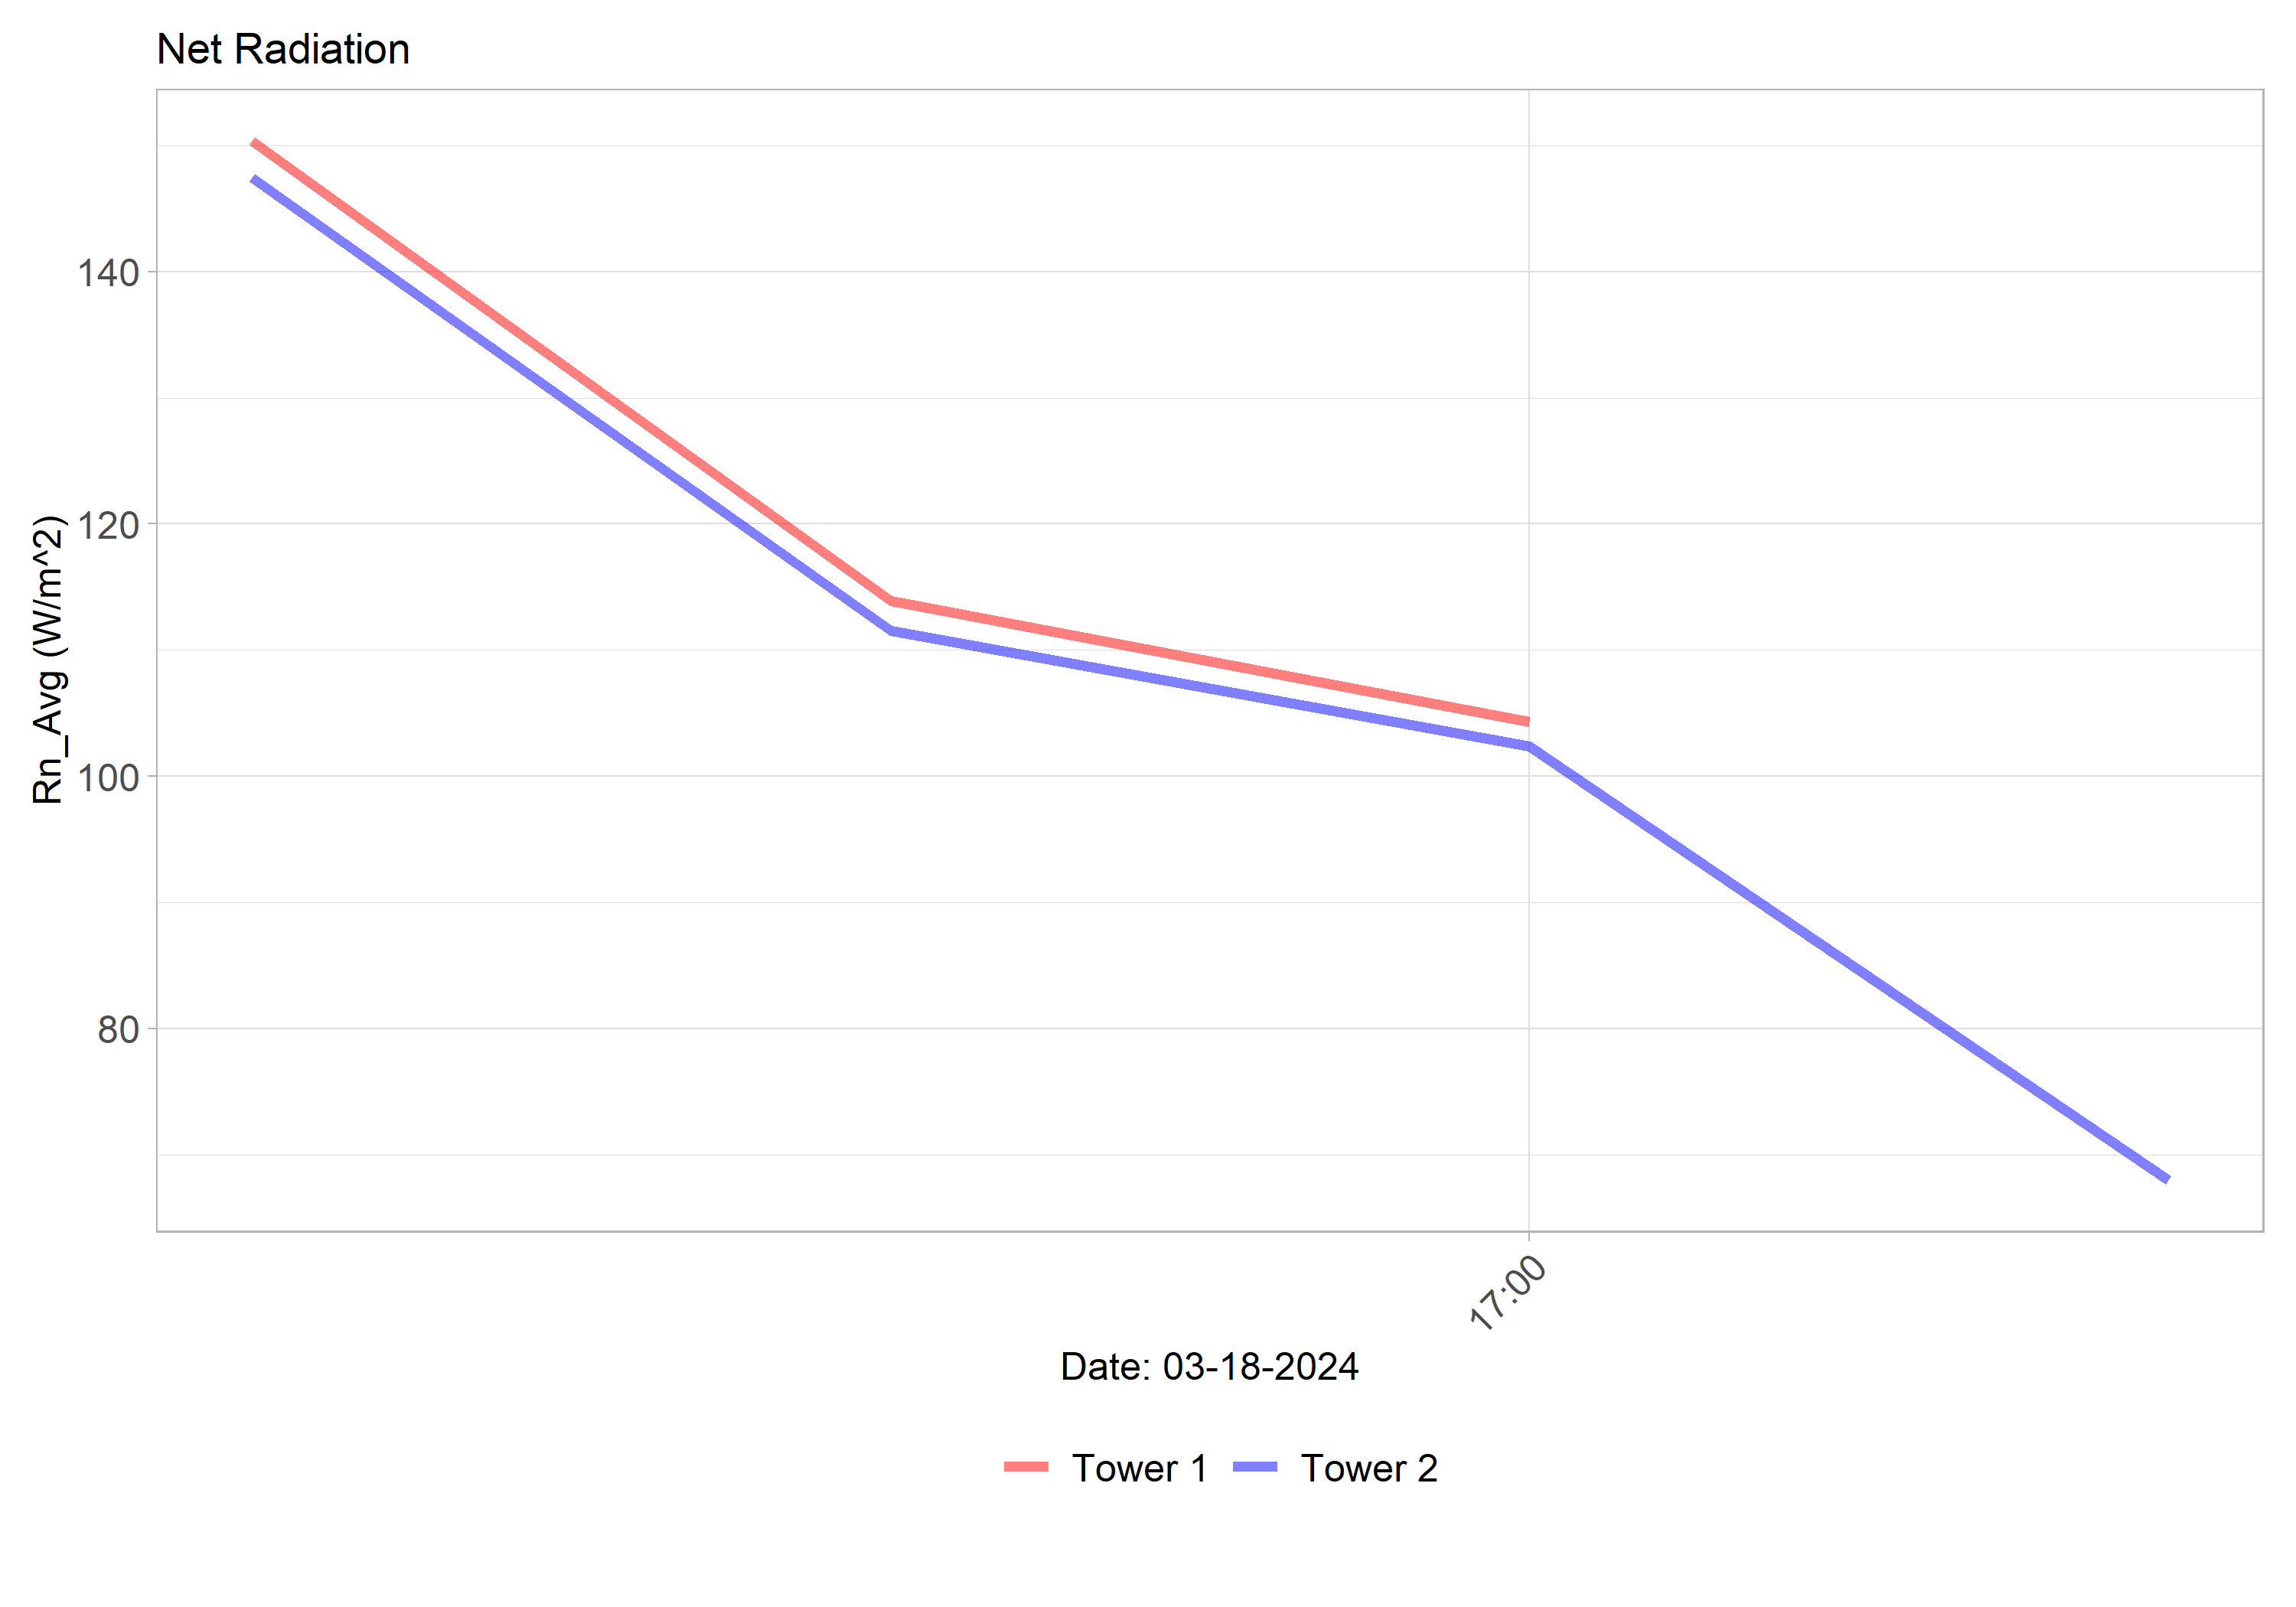 Net Radiation
Rn_Avg (W/m^2)
140
120
100
80
17:00
Date: 03-18-2024
Tower 1 Tower 2